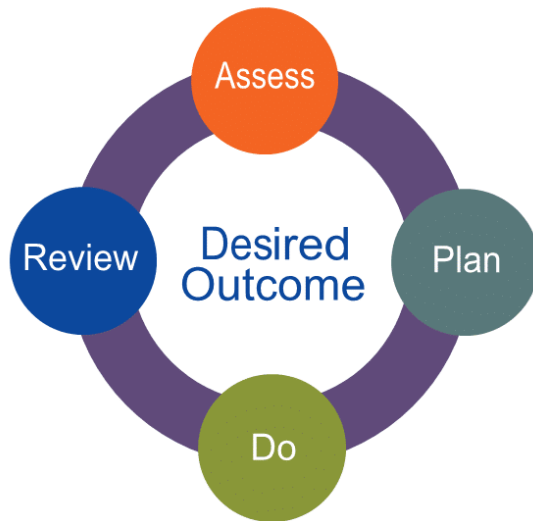 Assess
Review
Desired
Outcome
Plan
Do